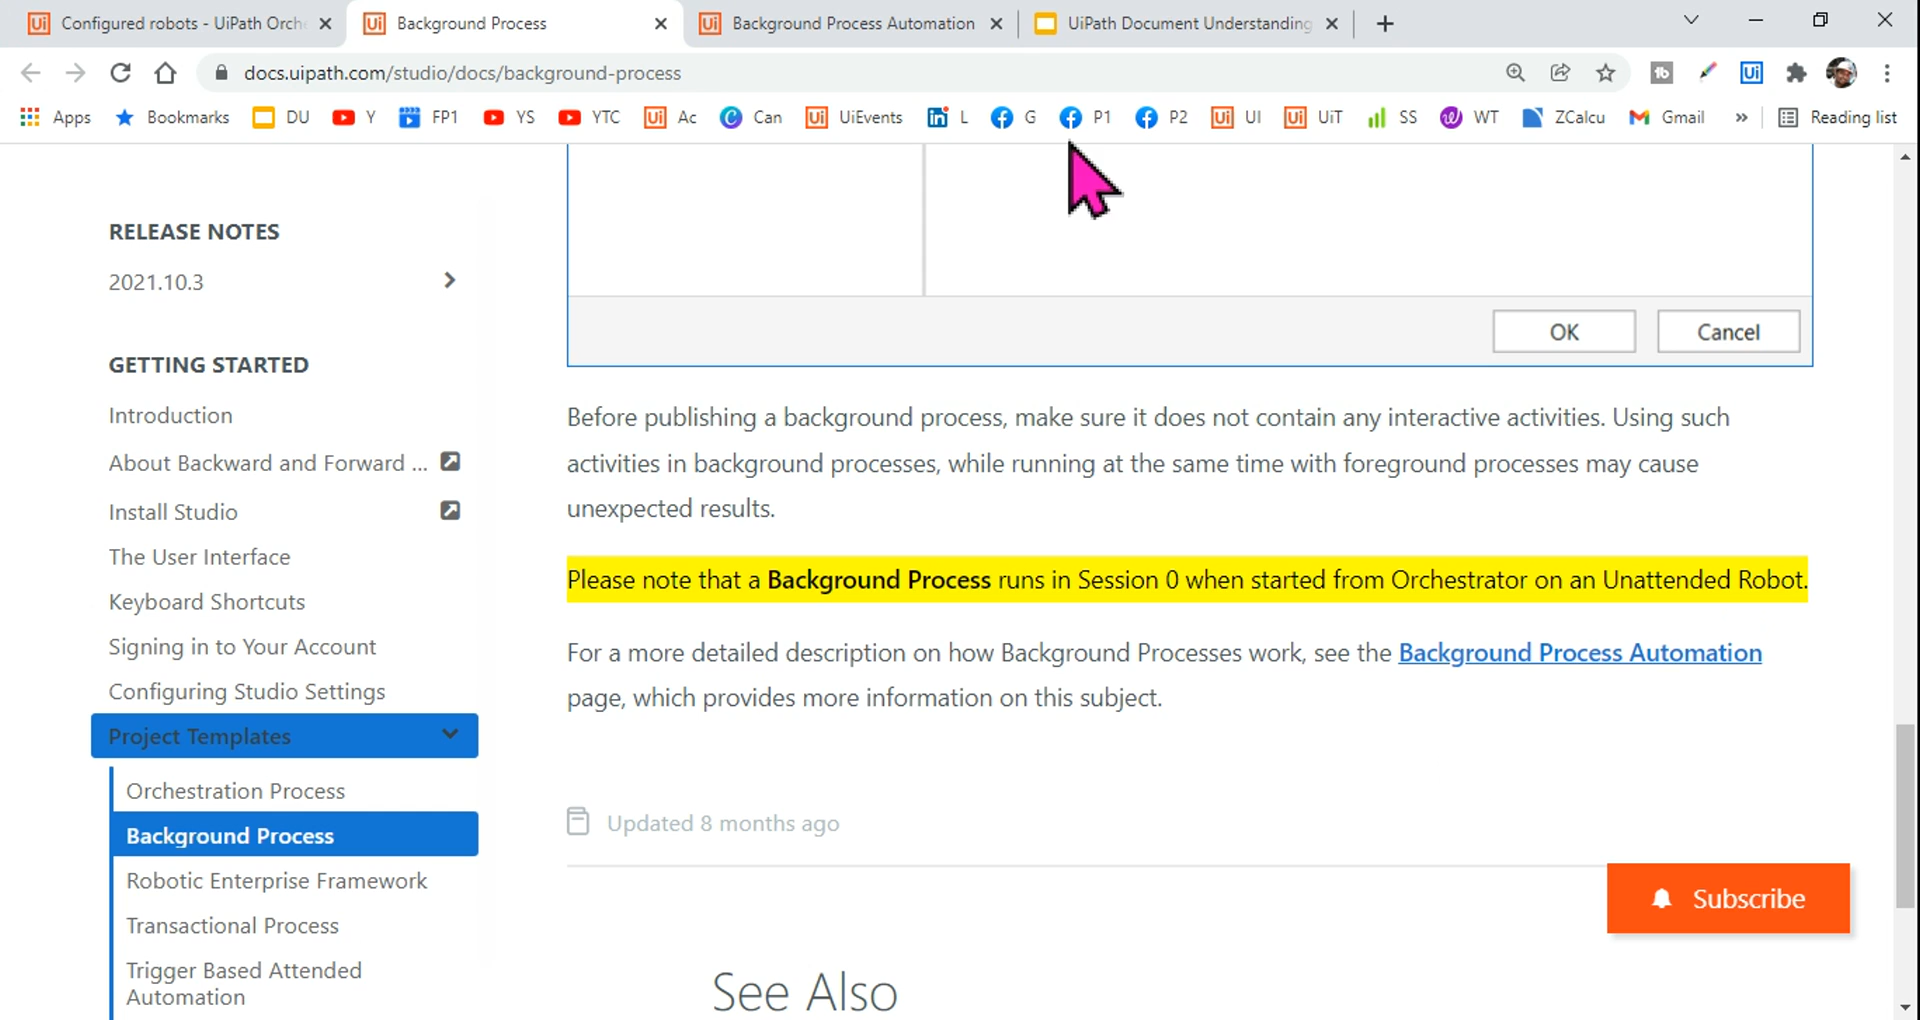 Configured robots - UiPath Orche
Background Process
Background Process Automation
UiPath Document Understanding
docs.uipath.com/studio/docs/background-process
Apps
Bookmarks
DU
Y
FP1
YS
YTC
Ac
Can
UiEvents
L
G
P1
P2
UI
UiT
SS
WT
ZCalcu
Gmail
»
Reading list
RELEASE NOTES
2021.10.3
GETTING STARTED
Introduction
About Backward and Forward ...
Install Studio
The User Interface
Keyboard Shortcuts
Signing in to Your Account
Configuring Studio Settings
Project Templates
Orchestration Process
Background Process
Robotic Enterprise Framework
Transactional Process
Trigger Based Attended
Automation
OK
Cancel
Before publishing a background process, make sure it does not contain any interactive activities. Using such
activities in background processes, while running at the same time with foreground processes may cause
unexpected results.
Please note that a Background Process runs in Session 0 when started from Orchestrator on an Unattended Robot.
For a more detailed description on how Background Processes work, see the Background Process Automation
page, which provides more information on this subject.
Updated 8 months ago
Subscribe
See Also